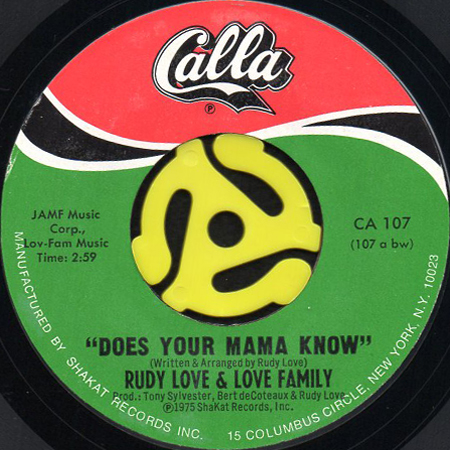 Calla
℗
JAMF Music
Corp.,
Lov-Fam Music
Time: 2:59
CA 107
(107 a bw)
"DOES YOUR MAMA KNOW"
(Written & Arranged by Rudy Love)
RUDY LOVE & LOVE FAMILY
Prod.: Tony Sylvester, Bert deCoteaux & Rudy Love
℗1975 ShaKat Records, Inc.
MANUFACTURED BY SHAKAT RECORDS INC. 15 COLUMBUS CIRCLE, NEW YORK, N.Y. 10023